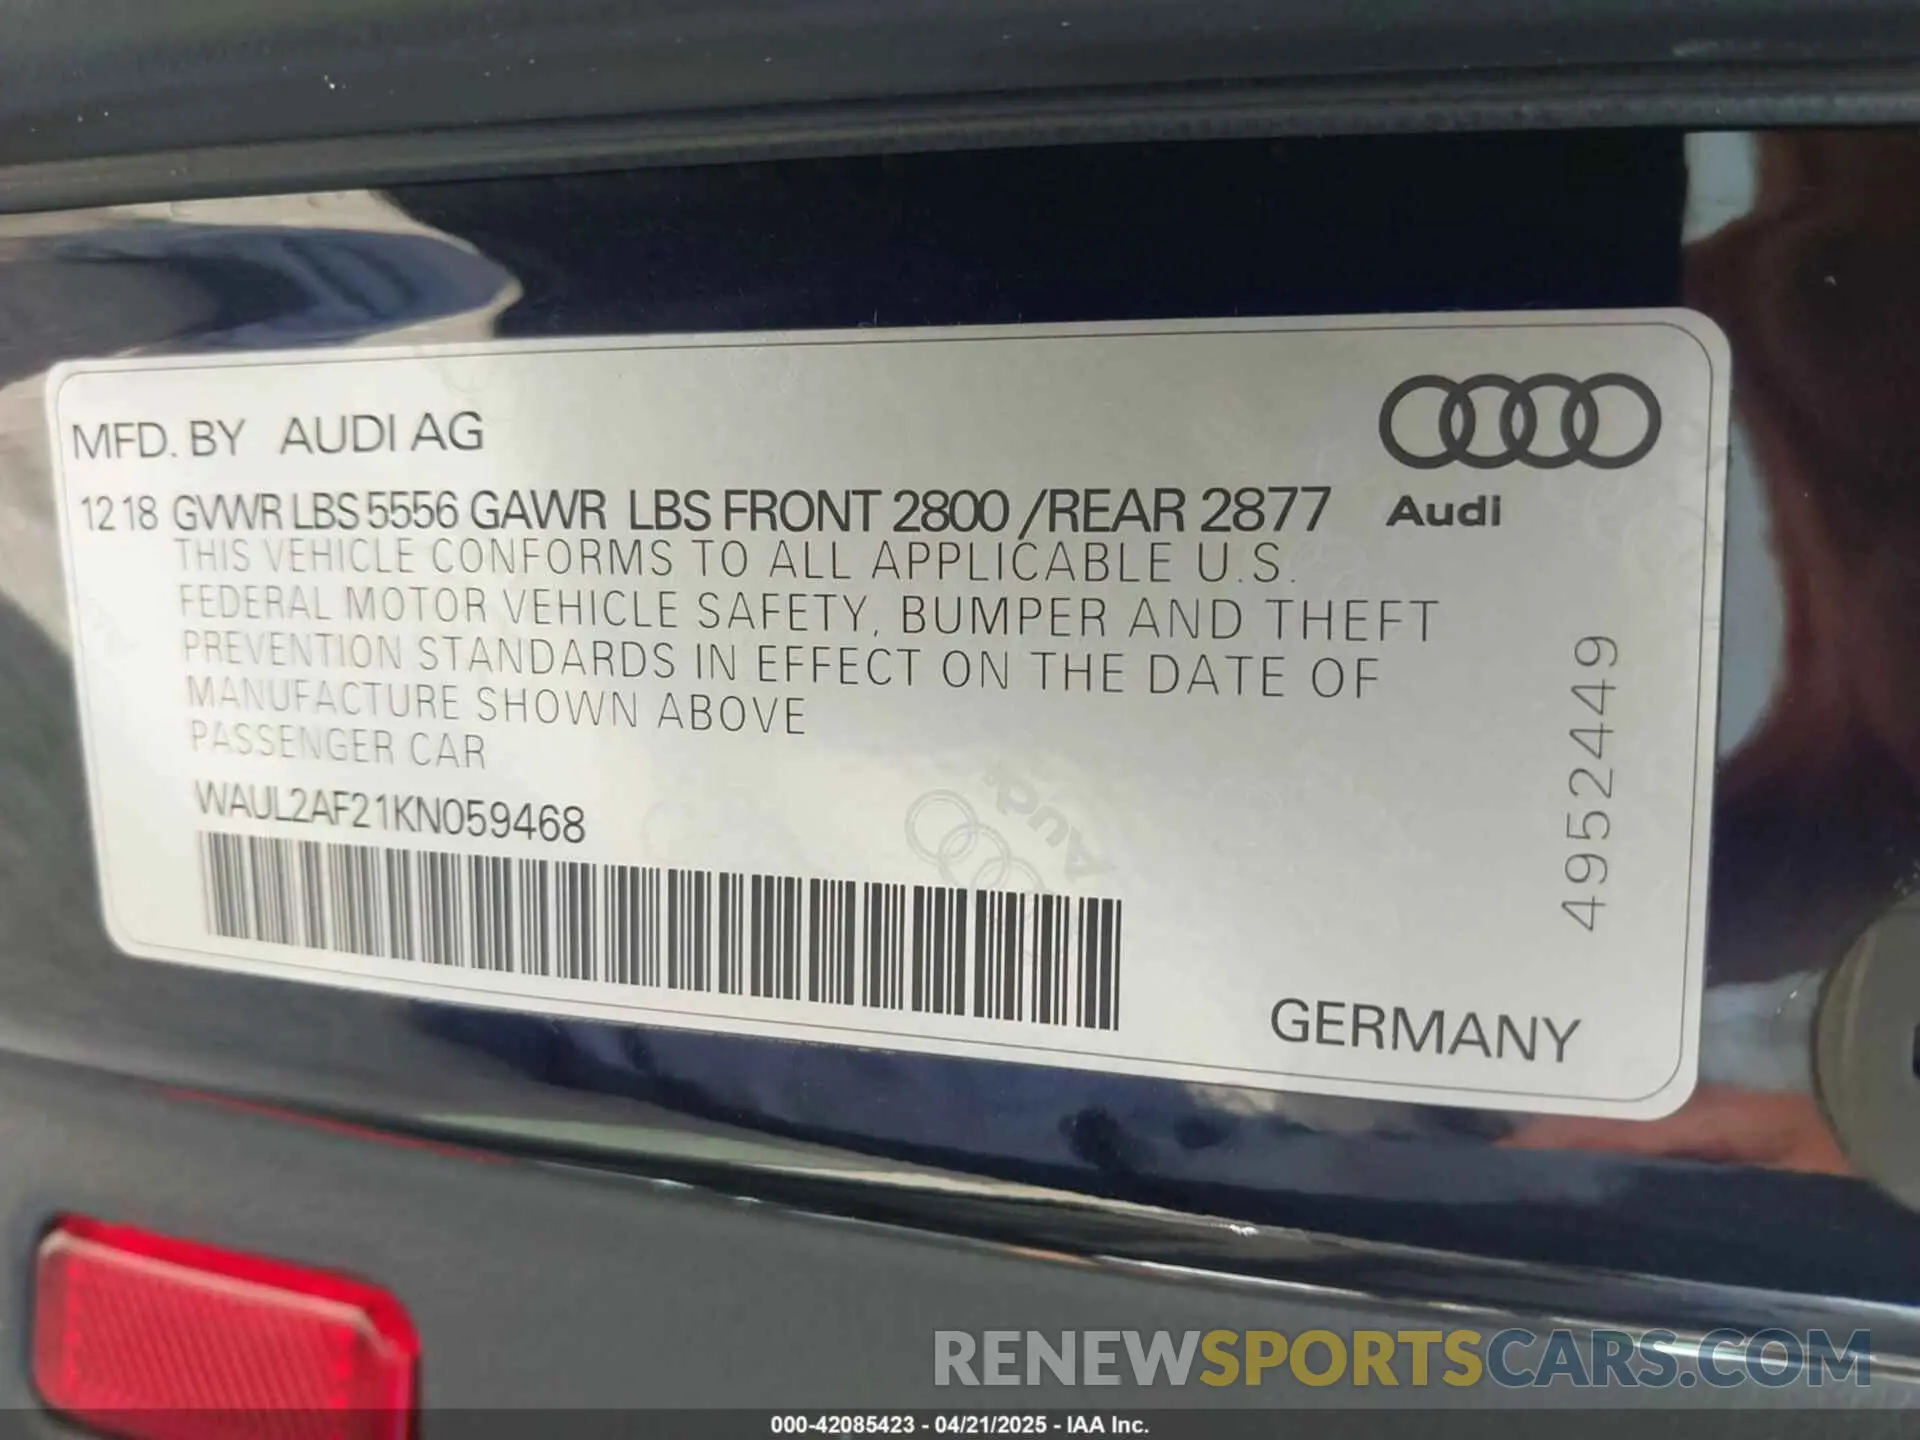 MFD. BY AUDI AG
12 18 GVWR LBS 5556 GAWR LBS FRONT 2800 /REAR 2877
Audi
THIS VEHICLE CONFORMS TO ALL APPLICABLE U.S.
FEDERAL MOTOR VEHICLE SAFETY, BUMPER AND THEFT
PREVENTION STANDARDS IN EFFECT ON THE DATE OF
MANUFACTURE SHOWN ABOVE
PASSENGER CAR
WAUL2AF21KN059468
Audi
4952449
GERMANY
RENEWSPORTSCARS.COM
000-42085423 - 04/21/2025 - IAA Inc.